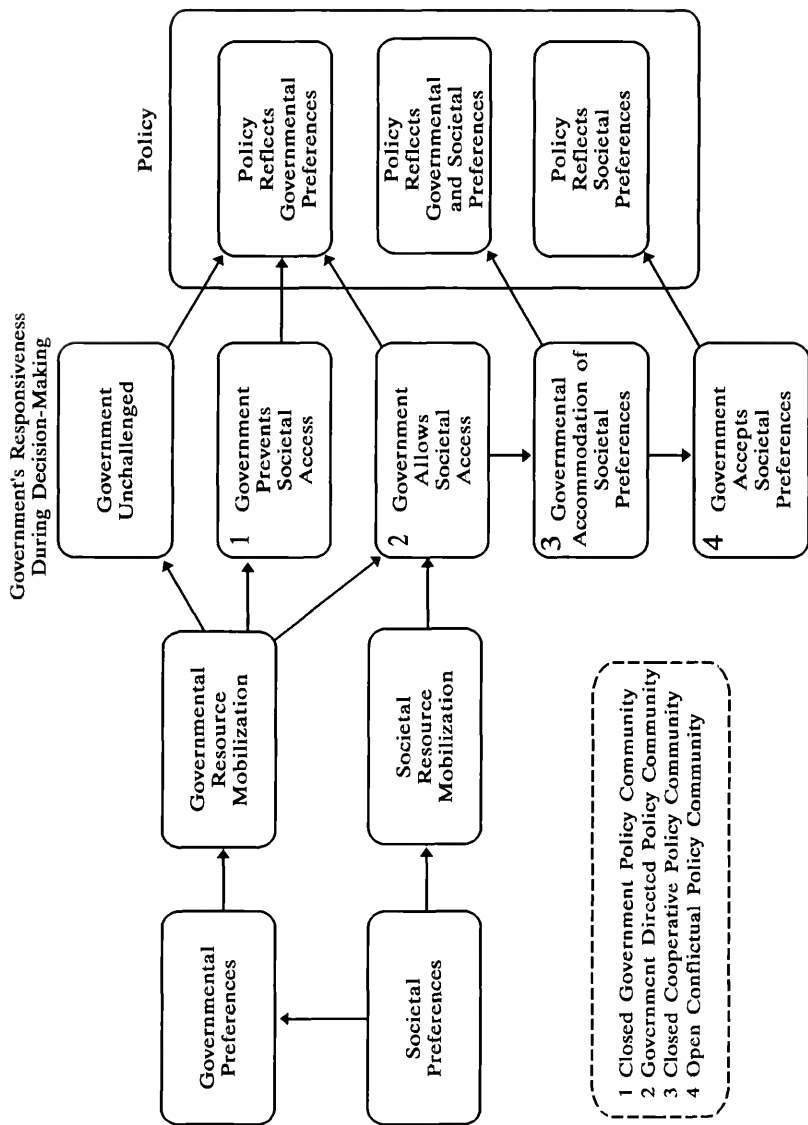 Government's Responsiveness
During Decision-Making
Policy
Governmental
Preferences
Societal
Preferences
Governmental
Resource
Mobilization
Societal
Resource
Mobilization
Government
Unchallenged
1 Government
Prevents
Societal
Access
2 Government
Allows
Societal
Access
3 Governmental
Accommodation of
Societal
Preferences
4 Government
Accepts
Societal
Preferences
Policy
Reflects
Governmental
Preferences
Policy
Reflects
Governmental
and Societal
Preferences
Policy
Reflects
Societal
Preferences
1 Closed Government Policy Community
2 Government Directed Policy Community
3 Closed Cooperative Policy Community
4 Open Conflictual Policy Community